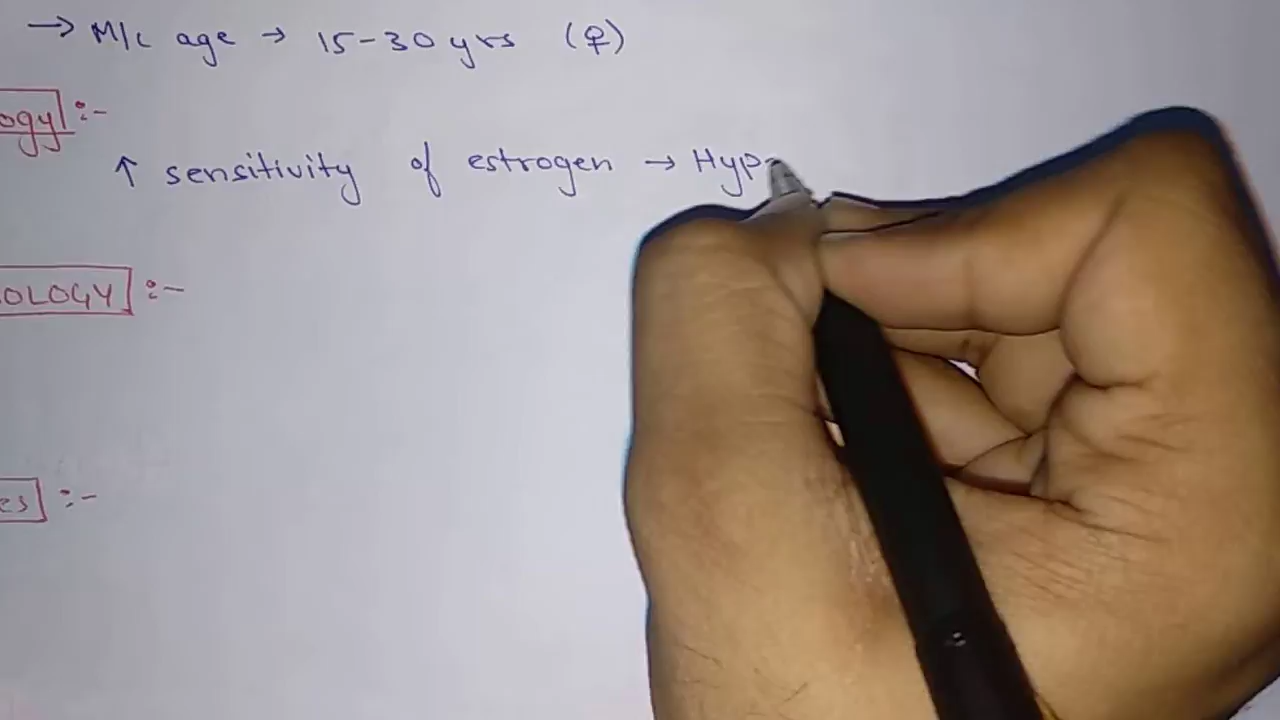 → M/c age → 15-30 yrs (♀)
ogy :-
↑ sensitivity of estrogen → Hyp
OLOGY :-
es :-